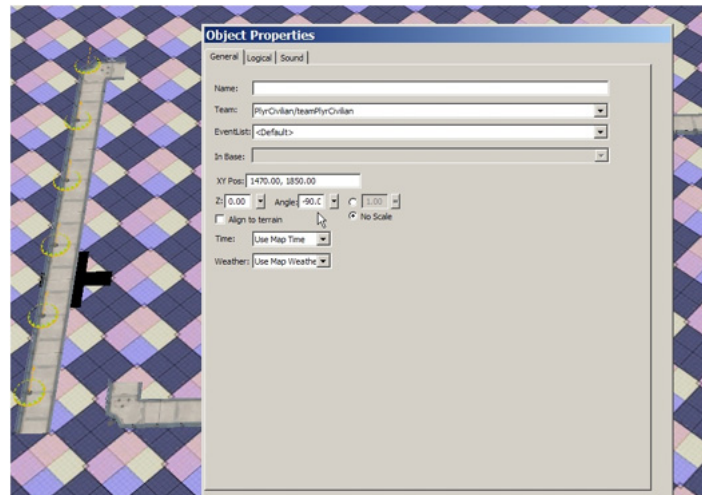 Object Properties
General Logical Sound
Name:
Team: PlyrCivilian/teamPlyrCivilian
EventList: <Default>
In Base:
XY Pos: 1470.00, 1850.00
Z: 0.00 Angle: -90.0 1.00
Align to terrain No Scale
Time: Use Map Time
Weather: Use Map Weathe